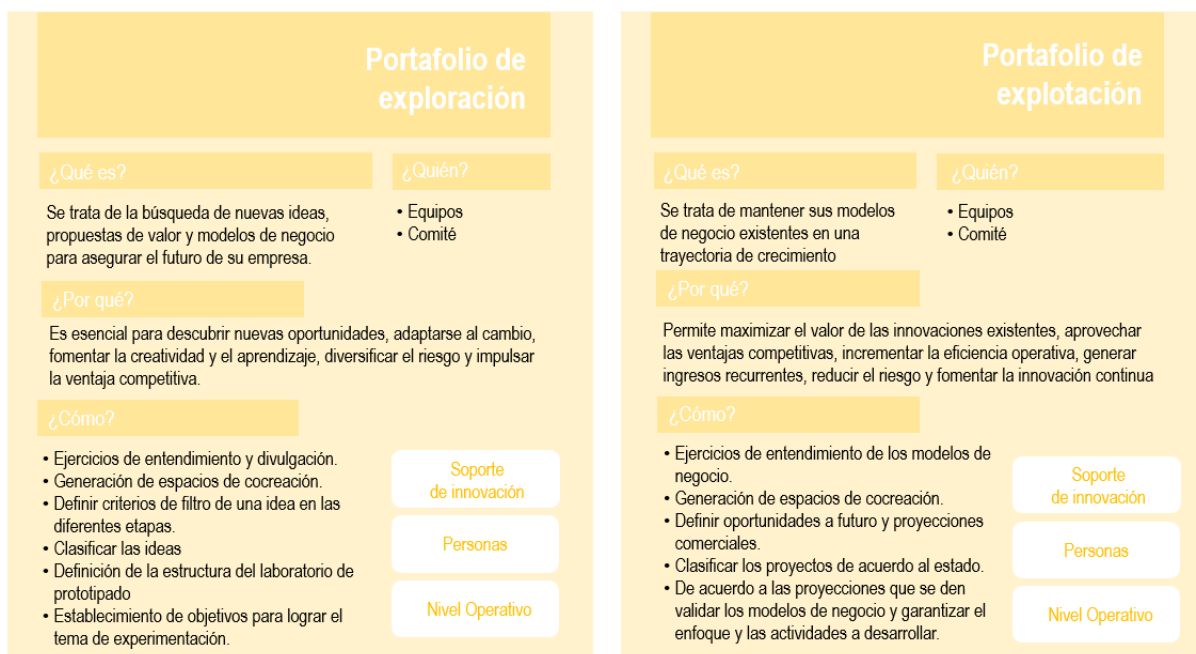 Portafolio de
exploración
¿Qué es?
¿Quién?
Se trata de la búsqueda de nuevas ideas,
propuestas de valor y modelos de negocio
para asegurar el futuro de su empresa.
• Equipos
• Comité
¿Por qué?
Es esencial para descubrir nuevas oportunidades, adaptarse al cambio,
fomentar la creatividad y el aprendizaje, diversificar el riesgo y impulsar
la ventaja competitiva.
¿Cómo?
• Ejercicios de entendimiento y divulgación.
• Generación de espacios de cocreación.
• Definir criterios de filtro de una idea en las
diferentes etapas.
• Clasificar las ideas
• Definición de la estructura del laboratorio de
prototipado
• Establecimiento de objetivos para lograr el
tema de experimentación.
Soporte
de innovación
Personas
Nivel Operativo
Portafolio de
explotación
¿Qué es?
¿Quién?
Se trata de mantener sus modelos
de negocio existentes en una
trayectoria de crecimiento
• Equipos
• Comité
¿Por qué?
Permite maximizar el valor de las innovaciones existentes, aprovechar
las ventajas competitivas, incrementar la eficiencia operativa, generar
ingresos recurrentes, reducir el riesgo y fomentar la innovación continua
¿Cómo?
• Ejercicios de entendimiento de los modelos de
negocio.
• Generación de espacios de cocreación.
• Definir oportunidades a futuro y proyecciones
comerciales.
• Clasificar los proyectos de acuerdo al estado.
• De acuerdo a las proyecciones que se den
validar los modelos de negocio y garantizar el
enfoque y las actividades a desarrollar.
Soporte
de innovación
Personas
Nivel Operativo